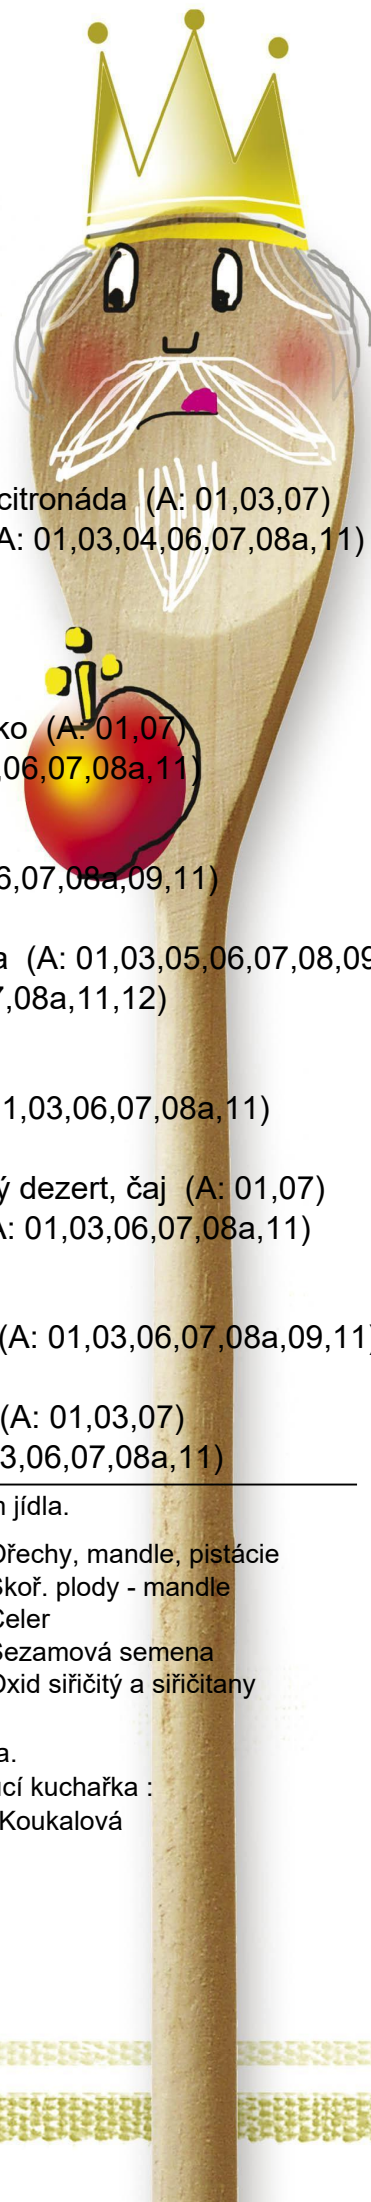 citronáda (A: 01,03,07)
A: 01,03,04,06,07,08a,11)
ko (A: 01,07)
,06,07,08a,11)
6,07,08a,09,11)
a (A: 01,03,05,06,07,08,09
7,08a,11,12)
1,03,06,07,08a,11)
ý dezert, čaj (A: 01,07)
A: 01,03,06,07,08a,11)
(A: 01,03,06,07,08a,09,11)
(A: 01,03,07)
3,06,07,08a,11)
jídla.
Ořechy, mandle, pistácie
Skoř. plody - mandle
Celer
Sezamová semena
Oxid siřičitý a siřičitany
a.
ucí kuchařka :
Koukalová